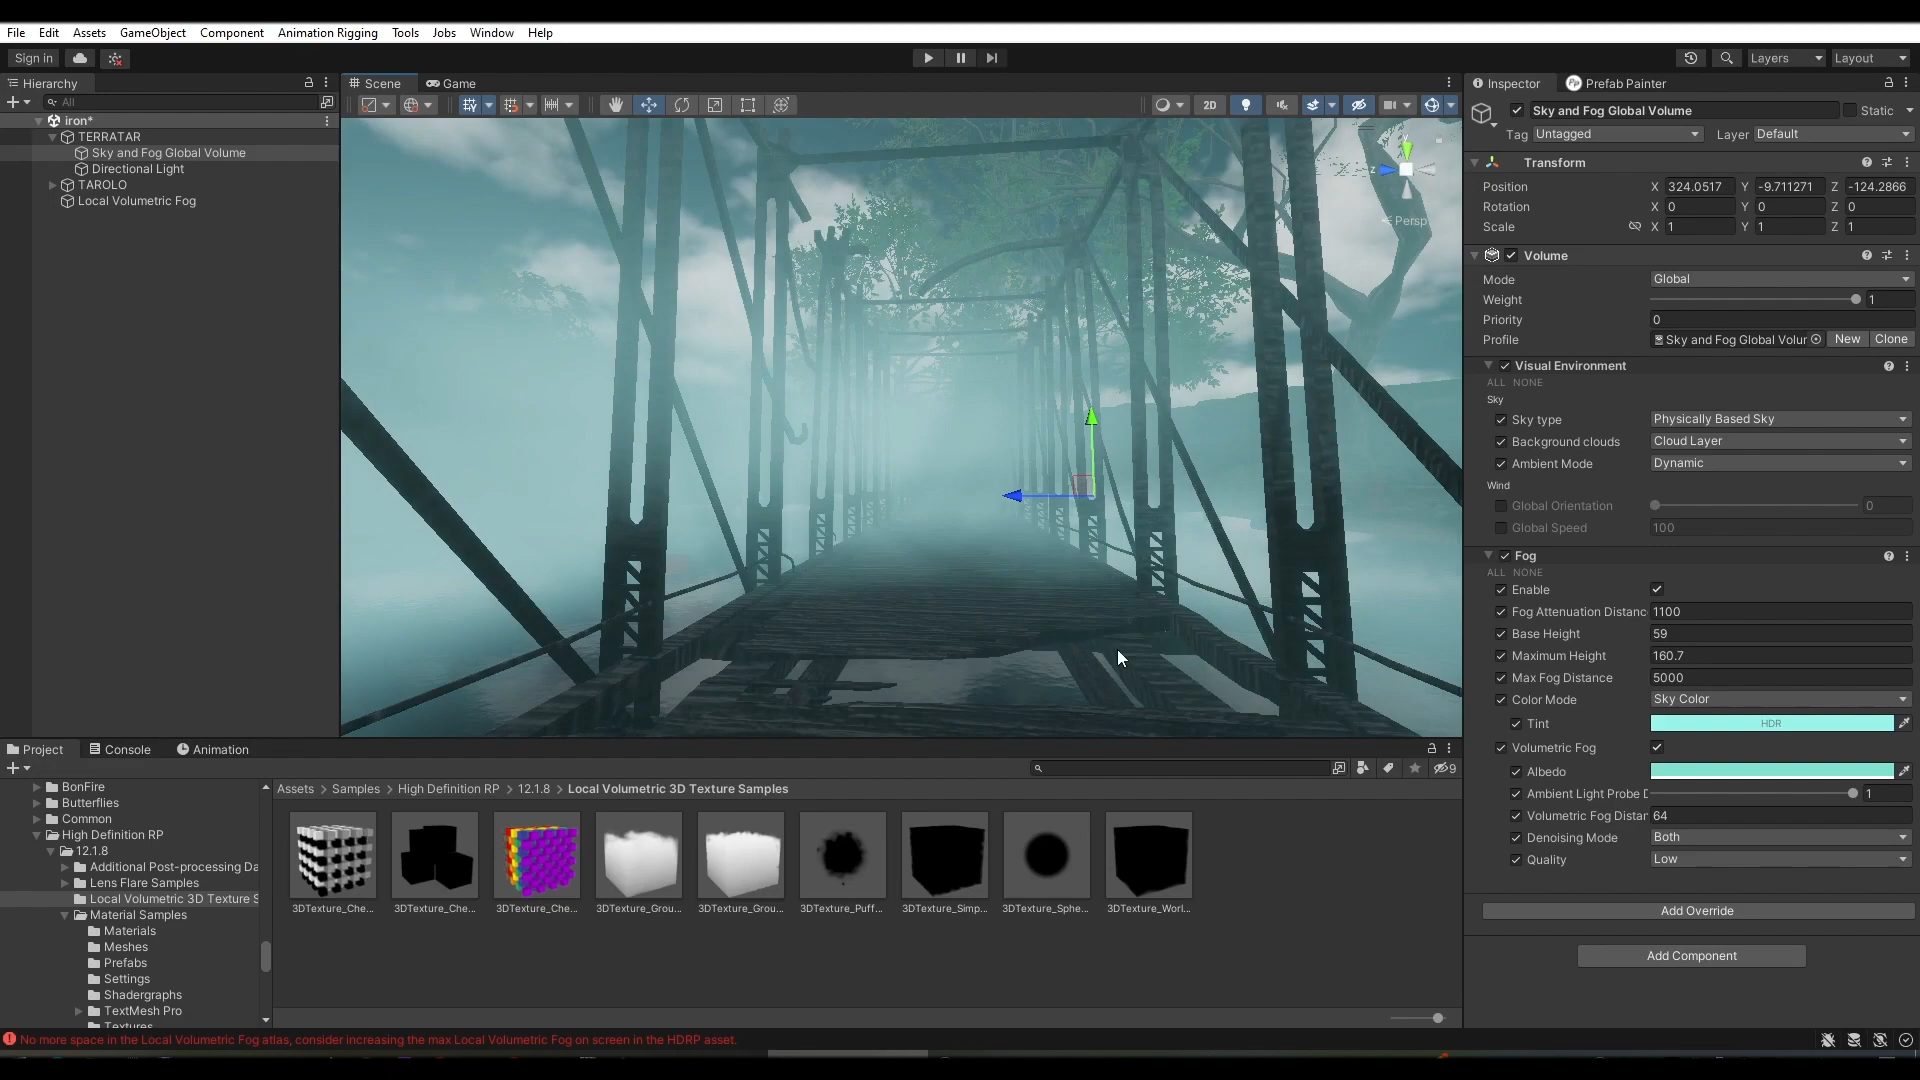 File Edit Assets GameObject Component Animation Rigging Tools Jobs Window Help
Sign in
Layers Layout
Hierarchy
All
iron*
TERRATAR
Sky and Fog Global Volume
Directional Light
TAROLO
Local Volumetric Fog
Scene Game
2D
y
z
Persp
Inspector Prefab Painter
Sky and Fog Global Volume Static
Tag Untagged Layer Default
Transform
Position X 324.0517 Y -9.711271 Z -124.2866
Rotation X 0 Y 0 Z 0
Scale X 1 Y 1 Z 1
Volume
Mode Global
Weight 1
Priority 0
Profile Sky and Fog Global Volur New Clone
Visual Environment
ALL NONE
Sky
Sky type Physically Based Sky
Background clouds Cloud Layer
Ambient Mode Dynamic
Wind
Global Orientation 0
Global Speed 100
Fog
ALL NONE
Enable
Fog Attenuation Distanc 1100
Base Height 59
Maximum Height 160.7
Max Fog Distance 5000
Color Mode Sky Color
Tint HDR
Volumetric Fog
Albedo
Ambient Light Probe D 1
Volumetric Fog Distar 64
Denoising Mode Both
Quality Low
Add Override
Add Component
Project Console Animation
9
BonFire
Butterflies
Common
High Definition RP
12.1.8
Additional Post-processing Da
Lens Flare Samples
Local Volumetric 3D Texture S
Material Samples
Materials
Meshes
Prefabs
Settings
Shadergraphs
TextMesh Pro
Textures
Assets Samples High Definition RP 12.1.8 Local Volumetric 3D Texture Samples
3DTexture_Che... 3DTexture_Che... 3DTexture_Che... 3DTexture_Grou... 3DTexture_Grou... 3DTexture_Puff... 3DTexture_Simp... 3DTexture_Sphe... 3DTexture_Worl...
No more space in the Local Volumetric Fog atlas, consider increasing the max Local Volumetric Fog on screen in the HDRP asset.